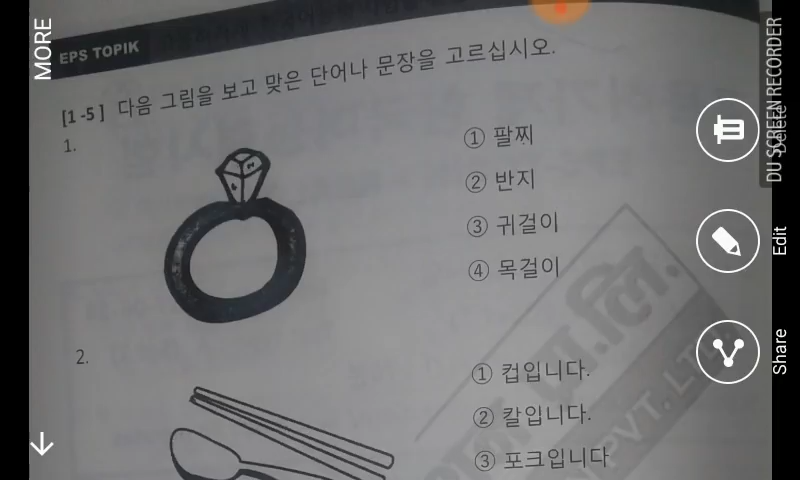 MORE
EPS TOPIK
[1-5] 다음 그림을 보고 맞은 단어나 문장을 고르십시오.
1.
① 팔찌
② 반지
③ 귀걸이
④ 목걸이
2.
① 컵입니다.
② 칼입니다.
③ 포크입니다
प्रा.लि.
PVT.LTD.
DU SCREEN RECORDER
Delete
Edit
Share